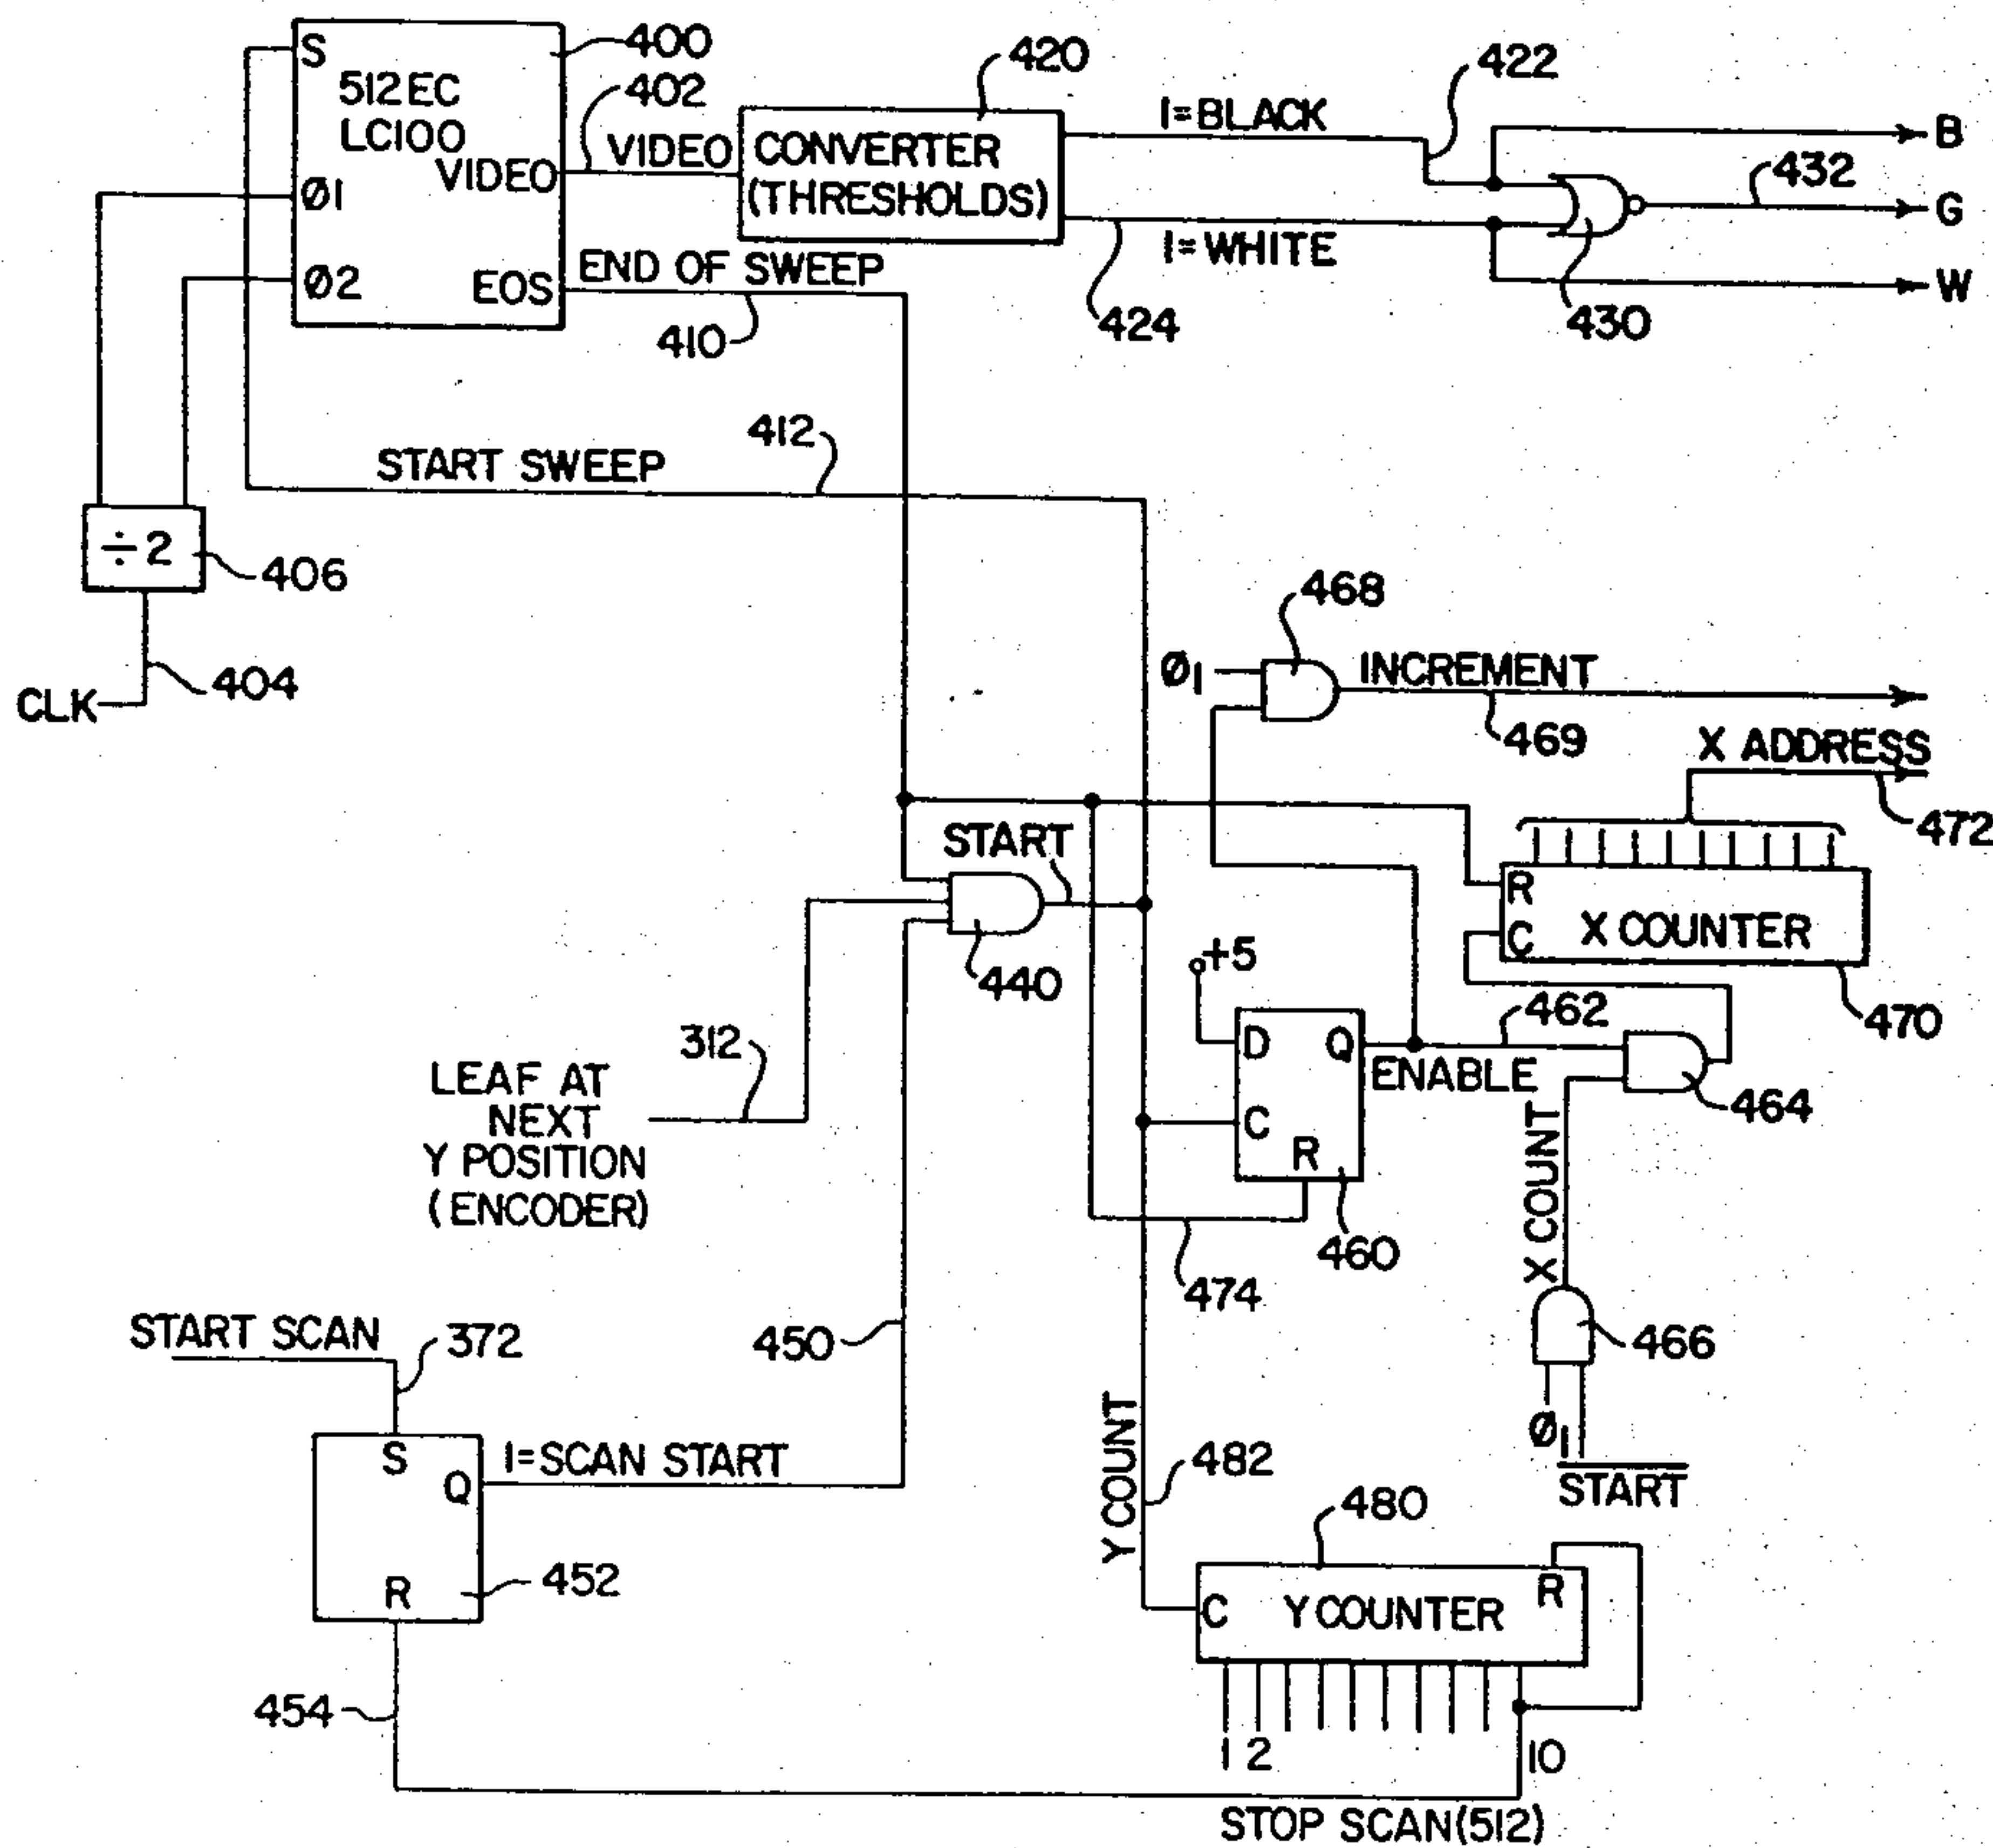 S
512EC
LC100
VIDEO
Ø1
Ø2
EOS
400
402
VIDEO
CONVERTER
(THRESHOLDS)
420
1=BLACK
422
B
432
G
1=WHITE
424
430
W
END OF SWEEP
410
412
START SWEEP
÷2
406
404
CLK
468
Ø1
INCREMENT
469
X ADDRESS
472
START
R
C
X COUNTER
470
440
+5
312
LEAF AT
NEXT
Y POSITION
(ENCODER)
D
Q
C
R
462
ENABLE
464
460
474
X COUNT
466
Ø1
START
START SCAN
372
450
S
Q
R
1=SCAN START
452
454
Y COUNT
482
480
C
Y COUNTER
R
1 2
10
STOP SCAN(512)